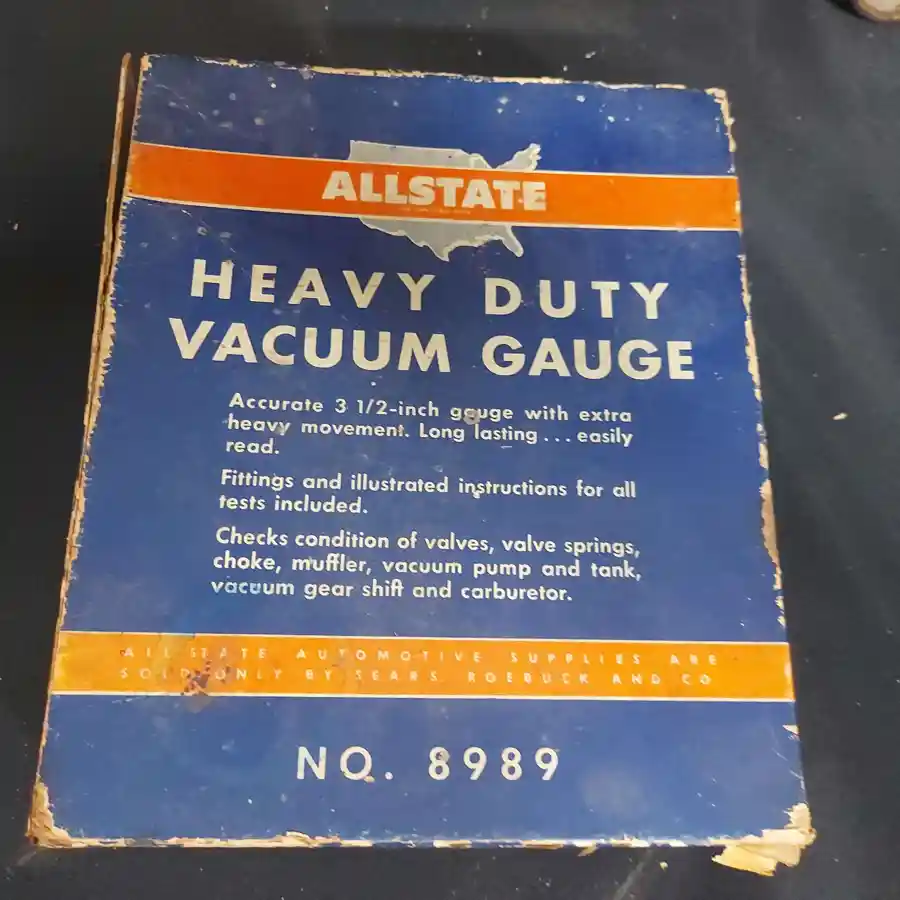 ALLSTATE
HEAVY DUTY
VACUUM GAUGE
Accurate 3 1/2-inch gauge with extra
heavy movement. Long lasting... easily
read.
Fittings and illustrated instructions for all
tests included.
Checks condition of valves, valve springs,
choke, muffler, vacuum pump and tank,
vacuum gear shift and carburetor.
ALLSTATE AUTOMOTIVE SUPPLIES ARE
SOLD ONLY BY SEARS, ROEBUCK AND CO
NO. 8989